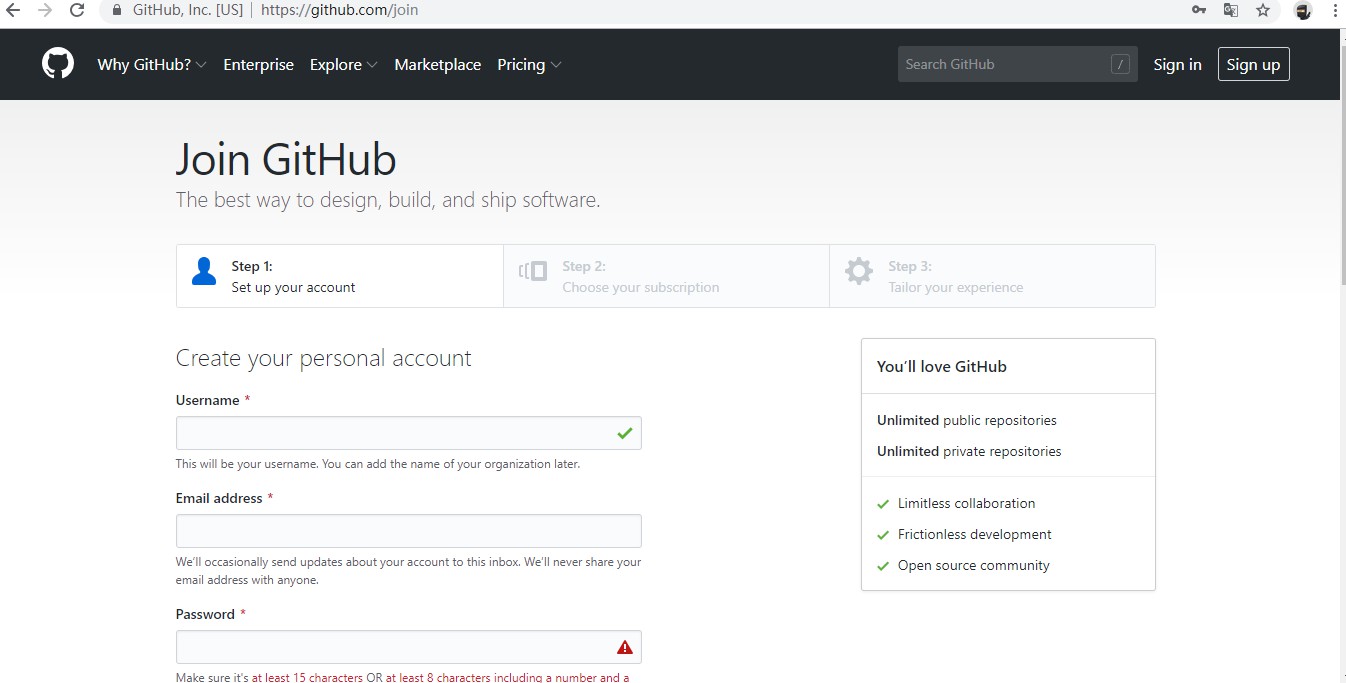 GitHub, Inc. [US] | https://github.com/join
Why GitHub? Enterprise Explore Marketplace Pricing Search GitHub / Sign in Sign up
Join GitHub
The best way to design, build, and ship software.
Step 1:
Set up your account
Step 2:
Choose your subscription
Step 3:
Tailor your experience
Create your personal account
Username *
This will be your username. You can add the name of your organization later.
Email address *
We’ll occasionally send updates about your account to this inbox. We’ll never share your
email address with anyone.
Password *
Make sure it's at least 15 characters OR at least 8 characters including a number and a
You’ll love GitHub
Unlimited public repositories
Unlimited private repositories
Limitless collaboration
Frictionless development
Open source community